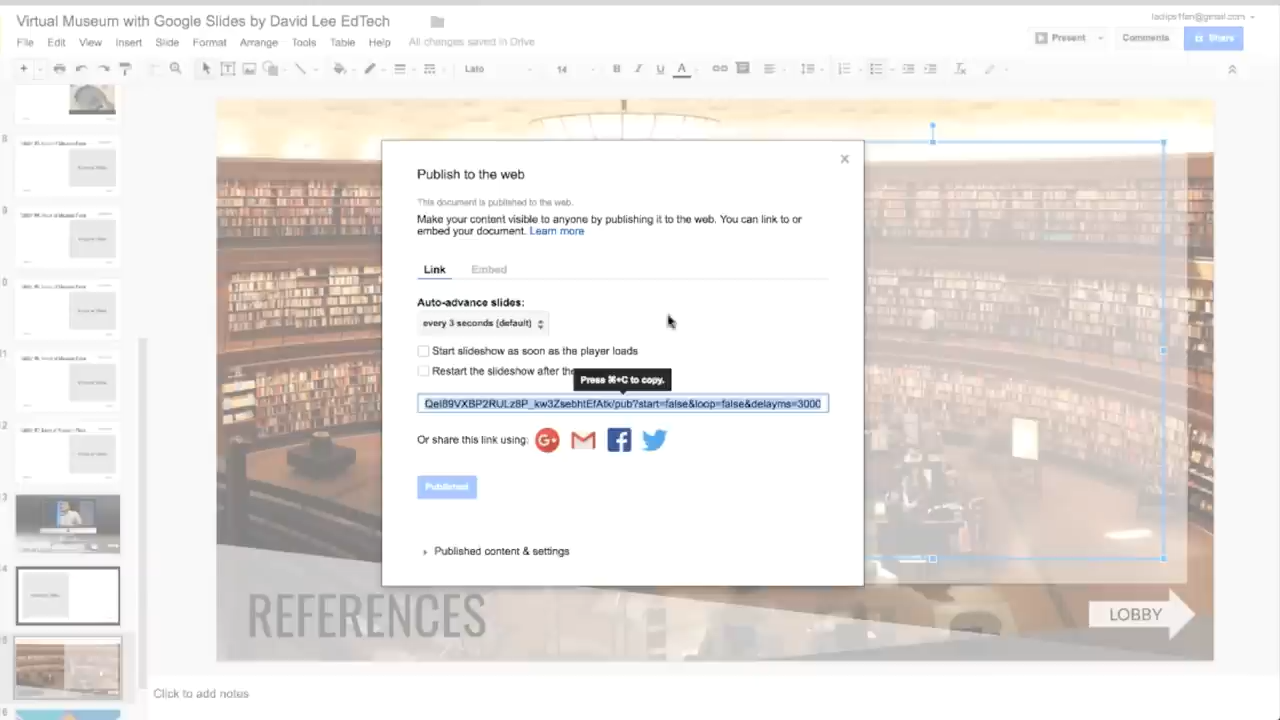 Virtual Museum with Google Slides by David Lee EdTech
File Edit View Insert Slide Format Arrange Tools Table Help All changes saved in Drive
Present Comments Share
Lato 14 B I U A
Publish to the web
This document is published to the web.
Make your content visible to anyone by publishing it to the web. You can link to or
embed your document. Learn more
Link Embed
Auto-advance slides:
every 3 seconds (default)
Start slideshow as soon as the player loads
Restart the slideshow after the
Press ⌘+C to copy.
QeI89VXBP2RULz8P_kw3ZsebhtEfAtk/pub?start=false&loop=false&delayms=3000
Or share this link using:
Published
Published content & settings
REFERENCES
LOBBY
Click to add notes